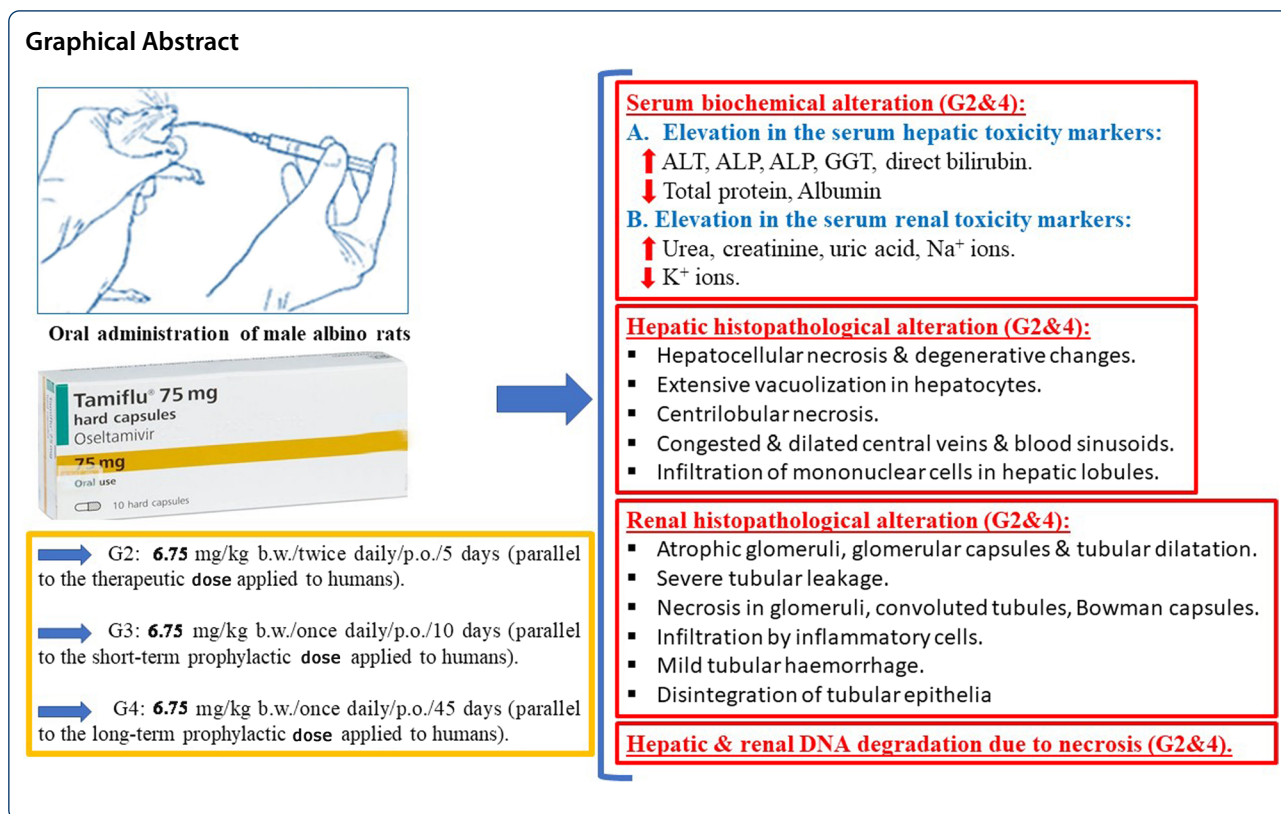 Graphical Abstract
Oral administration of male albino rats
Tamiflu® 75 mg
hard capsules
Oseltamivir
75 mg
Oral use
10 hard capsules
G2: 6.75 mg/kg b.w./twice daily/p.o./5 days (parallel
to the therapeutic dose applied to humans).
G3: 6.75 mg/kg b.w./once daily/p.o./10 days (parallel
to the short-term prophylactic dose applied to humans).
G4: 6.75 mg/kg b.w./once daily/p.o./45 days (parallel
to the long-term prophylactic dose applied to humans).
Serum biochemical alteration (G2&4):
A. Elevation in the serum hepatic toxicity markers:
ALT, ALP, ALP, GGT, direct bilirubin.
Total protein, Albumin
B. Elevation in the serum renal toxicity markers:
Urea, creatinine, uric acid, Na⁺ ions.
K⁺ ions.
Hepatic histopathological alteration (G2&4):
▪ Hepatocellular necrosis & degenerative changes.
▪ Extensive vacuolization in hepatocytes.
▪ Centrilobular necrosis.
▪ Congested & dilated central veins & blood sinusoids.
▪ Infiltration of mononuclear cells in hepatic lobules.
Renal histopathological alteration (G2&4):
▪ Atrophic glomeruli, glomerular capsules & tubular dilatation.
▪ Severe tubular leakage.
▪ Necrosis in glomeruli, convoluted tubules, Bowman capsules.
▪ Infiltration by inflammatory cells.
▪ Mild tubular haemorrhage.
▪ Disintegration of tubular epithelia
Hepatic & renal DNA degradation due to necrosis (G2&4).